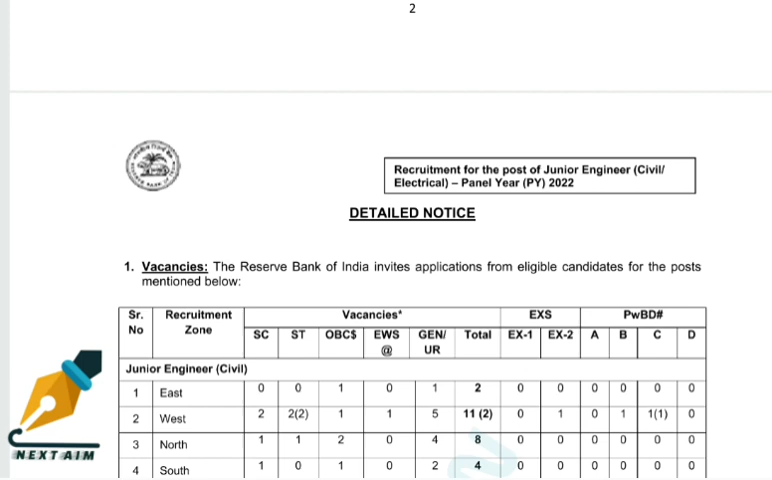 2
Recruitment for the post of Junior Engineer (Civil/
Electrical) – Panel Year (PY) 2022
DETAILED NOTICE
1. Vacancies: The Reserve Bank of India invites applications from eligible candidates for the posts
mentioned below:
Sr. No Recruitment Zone Vacancies* EXS PwBD#
SC ST OBC$ EWS @ GEN/ UR Total EX-1 EX-2 A B C D
Junior Engineer (Civil)
1 East 0 0 1 0 1 2 0 0 0 0 0 0
2 West 2 2(2) 1 1 5 11 (2) 0 1 0 1 1(1) 0
3 North 1 1 2 0 4 8 0 0 0 0 0 0
4 South 1 0 1 0 2 4 0 0 0 0 0 0
NEXT AIM